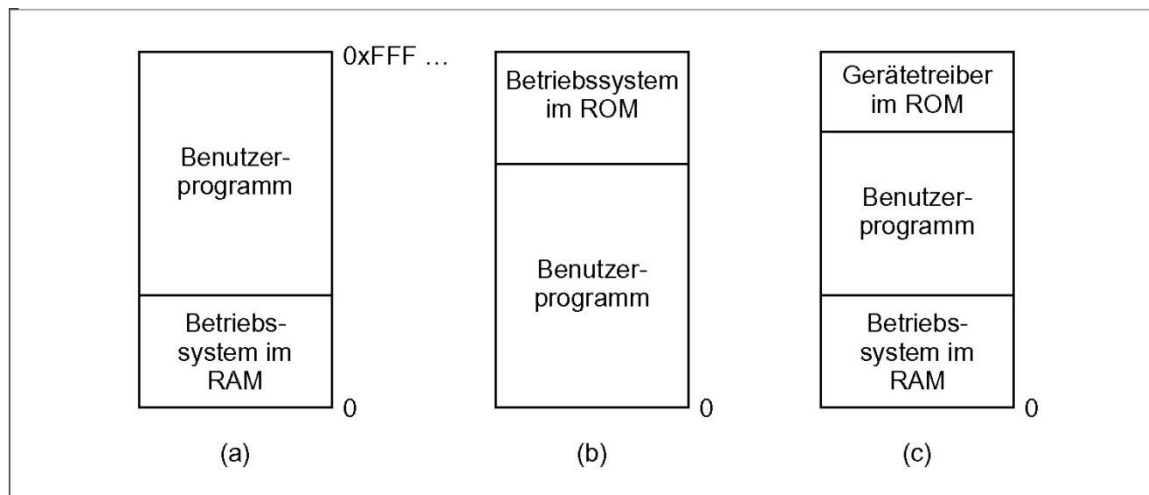 0xFFF ...
Benutzer-
programm
Betriebs-
system im
RAM
0
(a)
Betriebssystem
im ROM
Benutzer-
programm
0
(b)
Gerätetreiber
im ROM
Benutzer-
programm
Betriebs-
system im
RAM
0
(c)